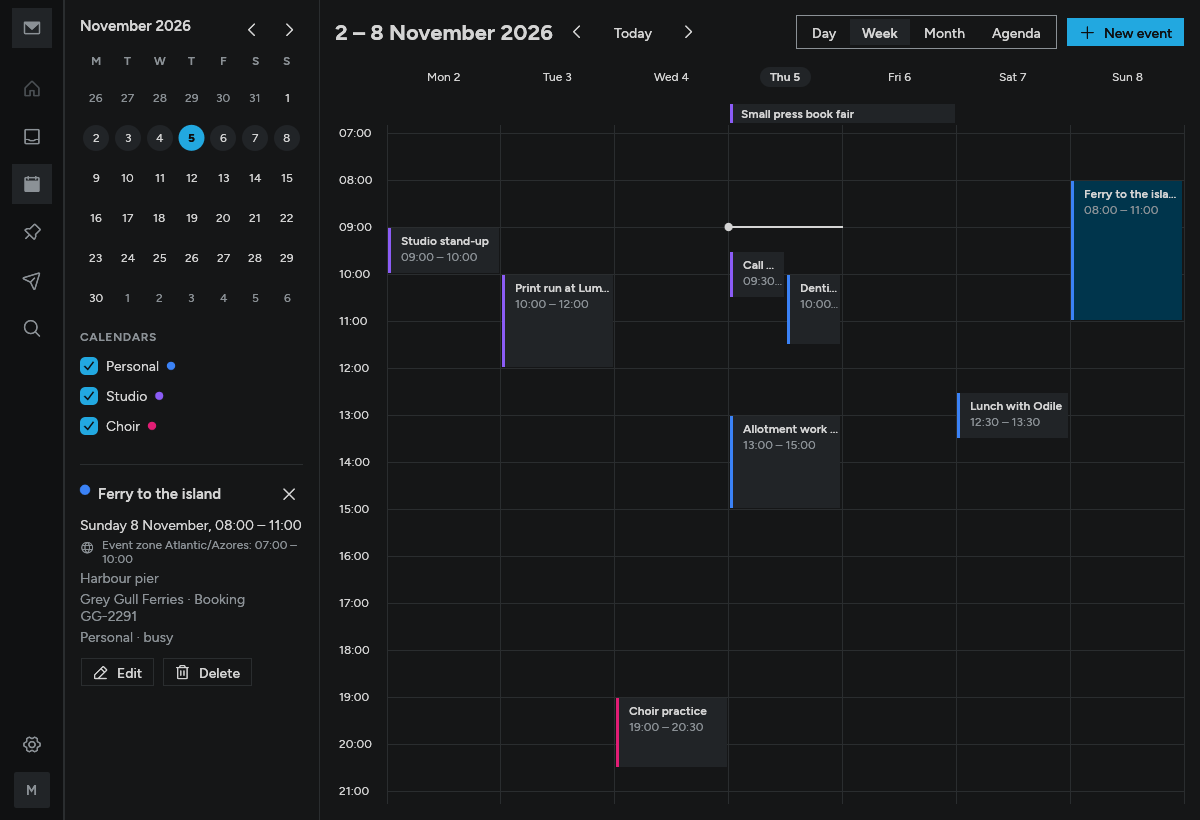 November 2026
M T W T F S S
26 27 28 29 30 31 1
2 3 4 5 6 7 8
9 10 11 12 13 14 15
16 17 18 19 20 21 22
23 24 25 26 27 28 29
30 1 2 3 4 5 6
CALENDARS
Personal
Studio
Choir
Ferry to the island
Sunday 8 November, 08:00 – 11:00
Event zone Atlantic/Azores: 07:00 –
10:00
Harbour pier
Grey Gull Ferries · Booking
GG-2291
Personal · busy
Edit Delete
M
2 – 8 November 2026 Today Day Week Month Agenda New event
Mon 2 Tue 3 Wed 4 Thu 5 Fri 6 Sat 7 Sun 8
Small press book fair
07:00
08:00
09:00
10:00
11:00
12:00
13:00
14:00
15:00
16:00
17:00
18:00
19:00
20:00
21:00
Studio stand-up
09:00 – 10:00
Print run at Lum...
10:00 – 12:00
Choir practice
19:00 – 20:30
Call ...
09:30...
Denti...
10:00...
Allotment work ...
13:00 – 15:00
Lunch with Odile
12:30 – 13:30
Ferry to the isla...
08:00 – 11:00